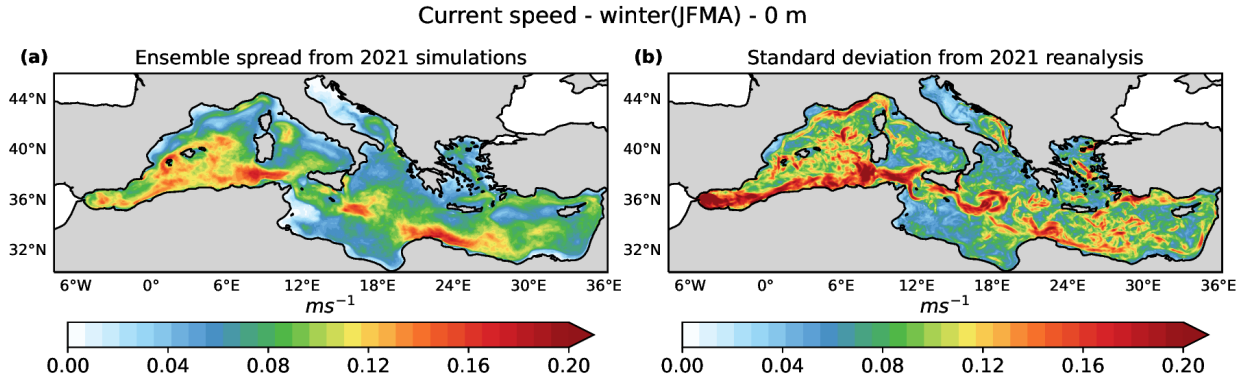 Current speed - winter(JFMA) - 0 m
(a) Ensemble spread from 2021 simulations
(b) Standard deviation from 2021 reanalysis
44°N
40°N
36°N
32°N
6°W 0° 6°E 12°E 18°E 24°E 30°E 36°E
ms⁻¹
0.00 0.04 0.08 0.12 0.16 0.20
44°N
40°N
36°N
32°N
6°W 0° 6°E 12°E 18°E 24°E 30°E 36°E
ms⁻¹
0.00 0.04 0.08 0.12 0.16 0.20